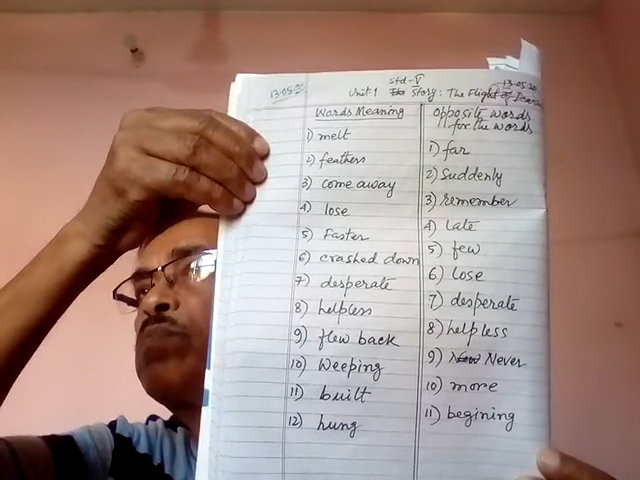 13-05-20
std-V
13-05-20
Unit 1 Story: The Flight of Icarus
Words Meaning
1) melt
2) feathers
3) come away
4) lose
5) Faster
6) crashed down
7) desperate
8) helpless
9) flew back
10) Weeping
11) built
12) hung
opposite words
for the words
1) far
2) Suddenly
3) remember
4) Late
5) few
6) Lose
7) desperate
8) helpless
9) Never
10) more
11) begining